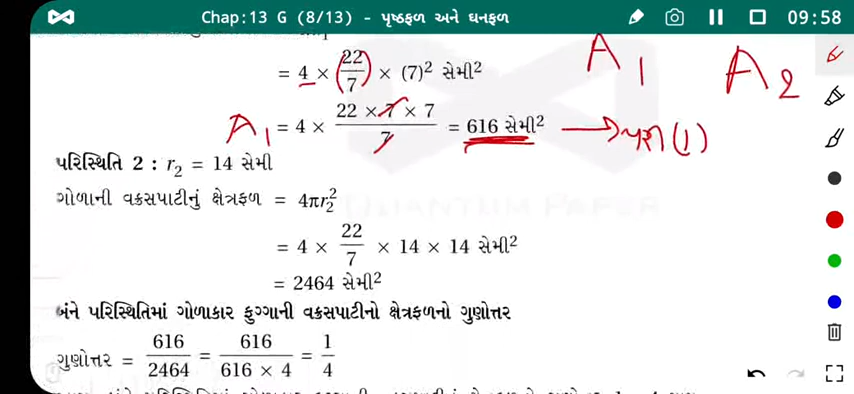 Chap:13 G (8/13) - પૃષ્ઠફળ અને ઘનફળ 09:58
= 4 × (22/7) × (7)² સેમી² A₁ A₂
A₁ = 4 × (22 × 7 × 7)/7 = 616 સેમી² → પરિ (1)
પરિસ્થિતિ 2 : r₂ = 14 સેમી
ગોળાની વક્રસપાટીનું ક્ષેત્રફળ = 4πr₂²
= 4 × 22/7 × 14 × 14 સેમી²
= 2464 સેમી²
બંને પરિસ્થિતિમાં ગોળાકાર ફુગ્ગાની વક્રસપાટીનો ક્ષેત્રફળનો ગુણોત્તર
ગુણોત્તર = 616/2464 = 616/(616 × 4) = 1/4